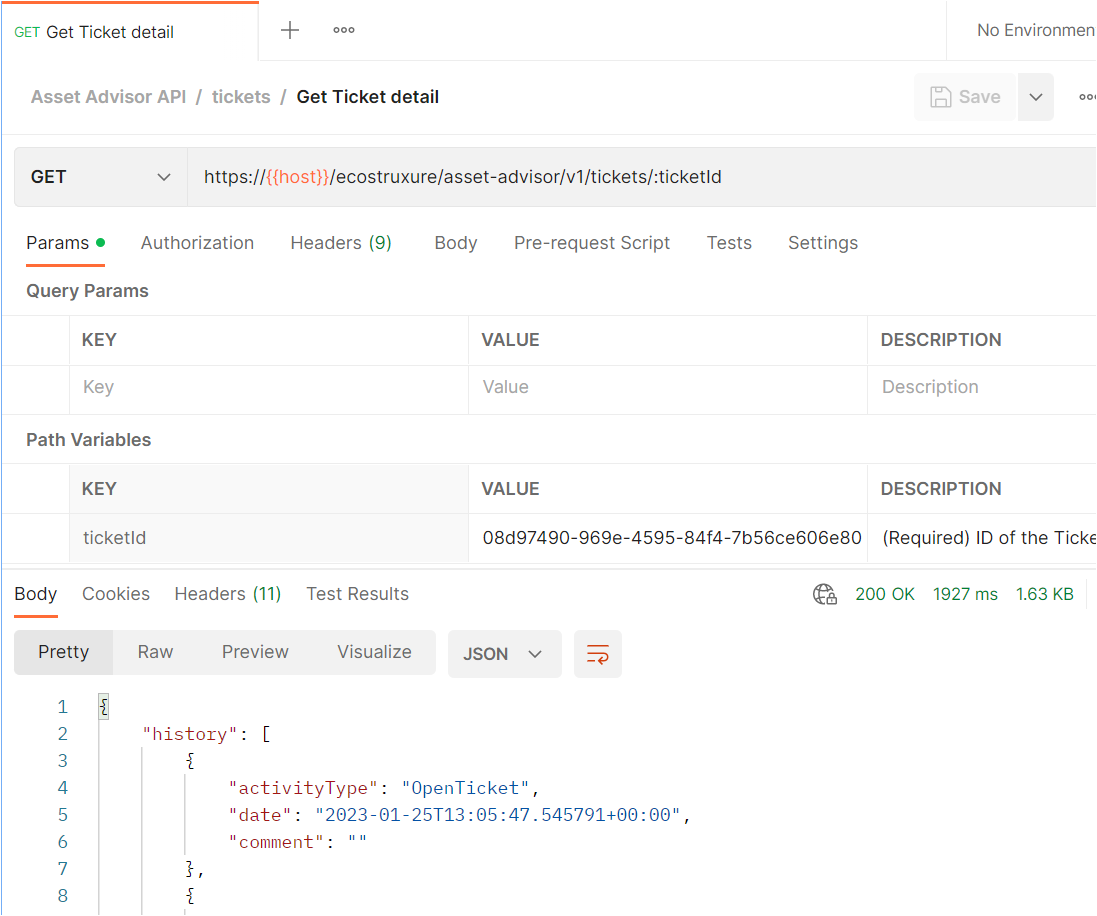 GET Get Ticket detail
No Environmen
Asset Advisor API / tickets / Get Ticket detail
Save
GET
https://{{host}}/ecostruxure/asset-advisor/v1/tickets/:ticketId
Params Authorization Headers (9) Body Pre-request Script Tests Settings
Query Params
KEY VALUE DESCRIPTION
Key Value Description
Path Variables
KEY VALUE DESCRIPTION
ticketId 08d97490-969e-4595-84f4-7b56ce606e80 (Required) ID of the Ticke
Body Cookies Headers (11) Test Results 200 OK 1927 ms 1.63 KB
Pretty Raw Preview Visualize JSON
1 {
2 "history": [
3 {
4 "activityType": "OpenTicket",
5 "date": "2023-01-25T13:05:47.545791+00:00",
6 "comment": ""
7 },
8 {